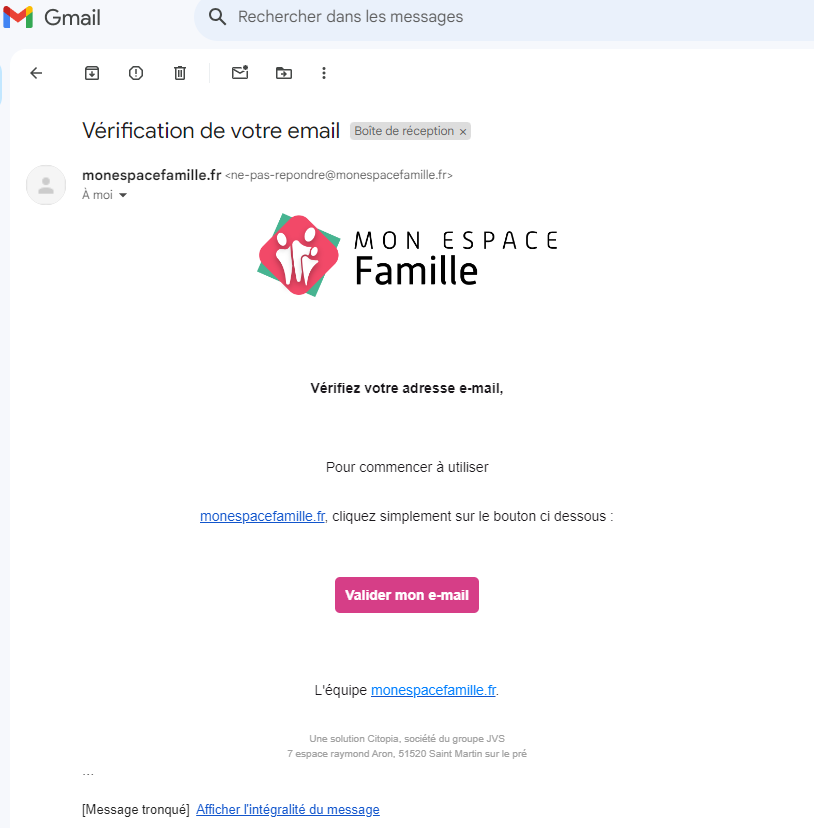 Gmail
Rechercher dans les messages
Vérification de votre email
Boîte de réception ×
monespacefamille.fr <ne-pas-repondre@monespacefamille.fr>
À moi
MON ESPACE
Famille
Vérifiez votre adresse e-mail,
Pour commencer à utiliser
monespacefamille.fr, cliquez simplement sur le bouton ci dessous :
Valider mon e-mail
L'équipe monespacefamille.fr.
Une solution Citopia, société du groupe JVS
7 espace raymond Aron, 51520 Saint Martin sur le pré
...
[Message tronqué] Afficher l'intégralité du message